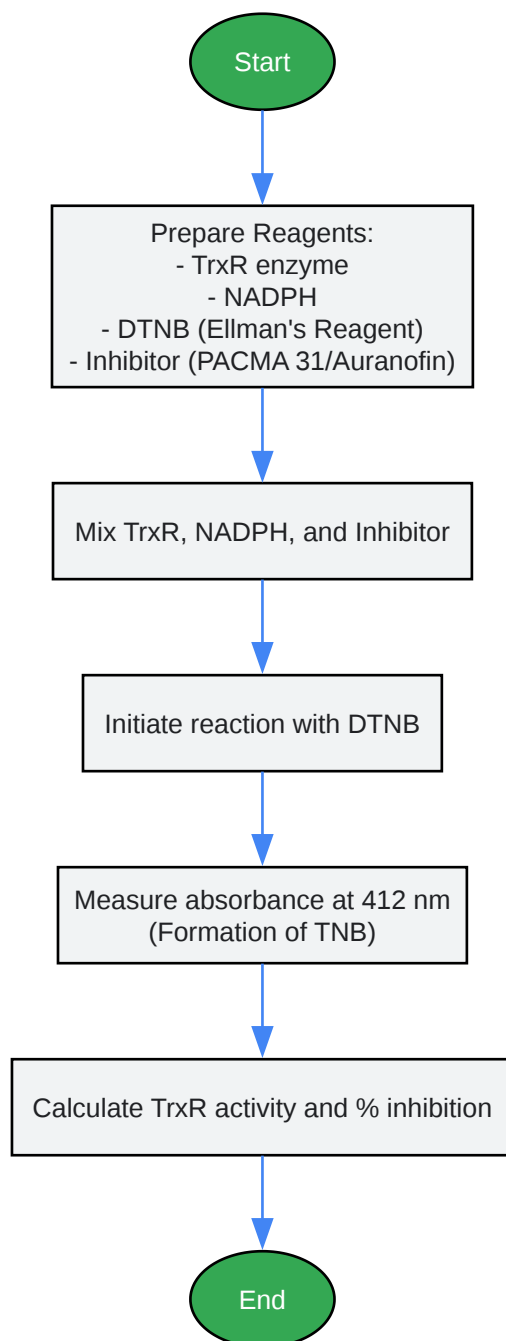 Start
Prepare Reagents:
- TrxR enzyme
- NADPH
- DTNB (Ellman's Reagent)
- Inhibitor (PACMA 31/Auranofin)
Mix TrxR, NADPH, and Inhibitor
Initiate reaction with DTNB
Measure absorbance at 412 nm
(Formation of TNB)
Calculate TrxR activity and % inhibition
End